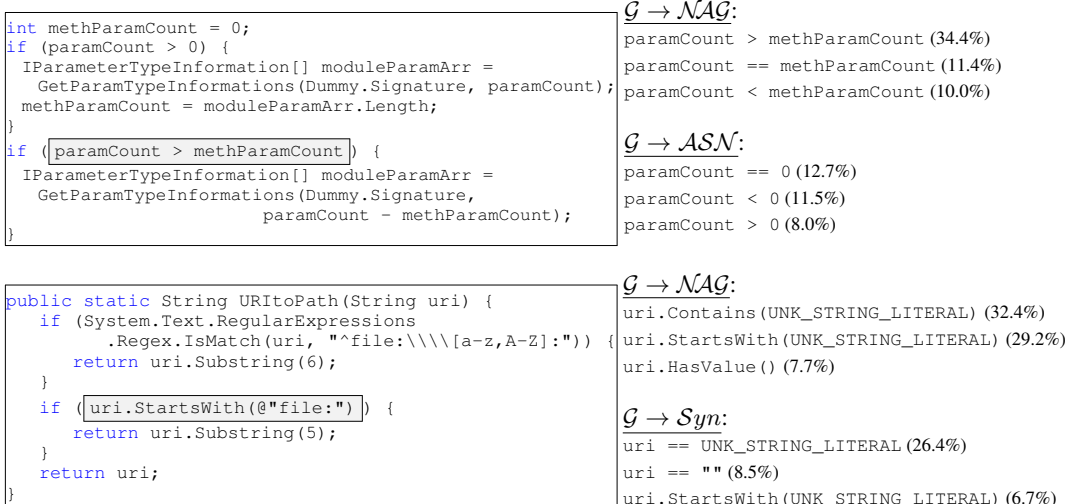 int methParamCount = 0;
if (paramCount > 0) {
IParameterTypeInformation[] moduleParamArr =
GetParamTypeInformations(Dummy.Signature, paramCount);
methParamCount = moduleParamArr.Length;
}
if ( paramCount > methParamCount ) {
IParameterTypeInformation[] moduleParamArr =
GetParamTypeInformations(Dummy.Signature,
paramCount - methParamCount);
}
G → NAG:
paramCount > methParamCount (34.4%)
paramCount == methParamCount (11.4%)
paramCount < methParamCount (10.0%)
G → ASN:
paramCount == 0 (12.7%)
paramCount < 0 (11.5%)
paramCount > 0 (8.0%)
public static String URItoPath(String uri) {
if (System.Text.RegularExpressions
.Regex.IsMatch(uri, "^file:\\\\[a-z,A-Z]:")) {
return uri.Substring(6);
}
if ( uri.StartsWith(@"file:") ) {
return uri.Substring(5);
}
return uri;
}
G → NAG:
uri.Contains(UNK_STRING_LITERAL) (32.4%)
uri.StartsWith(UNK_STRING_LITERAL) (29.2%)
uri.HasValue() (7.7%)
G → Syn:
uri == UNK_STRING_LITERAL (26.4%)
uri == "" (8.5%)
uri.StartsWith(UNK_STRING_LITERAL) (6.7%)